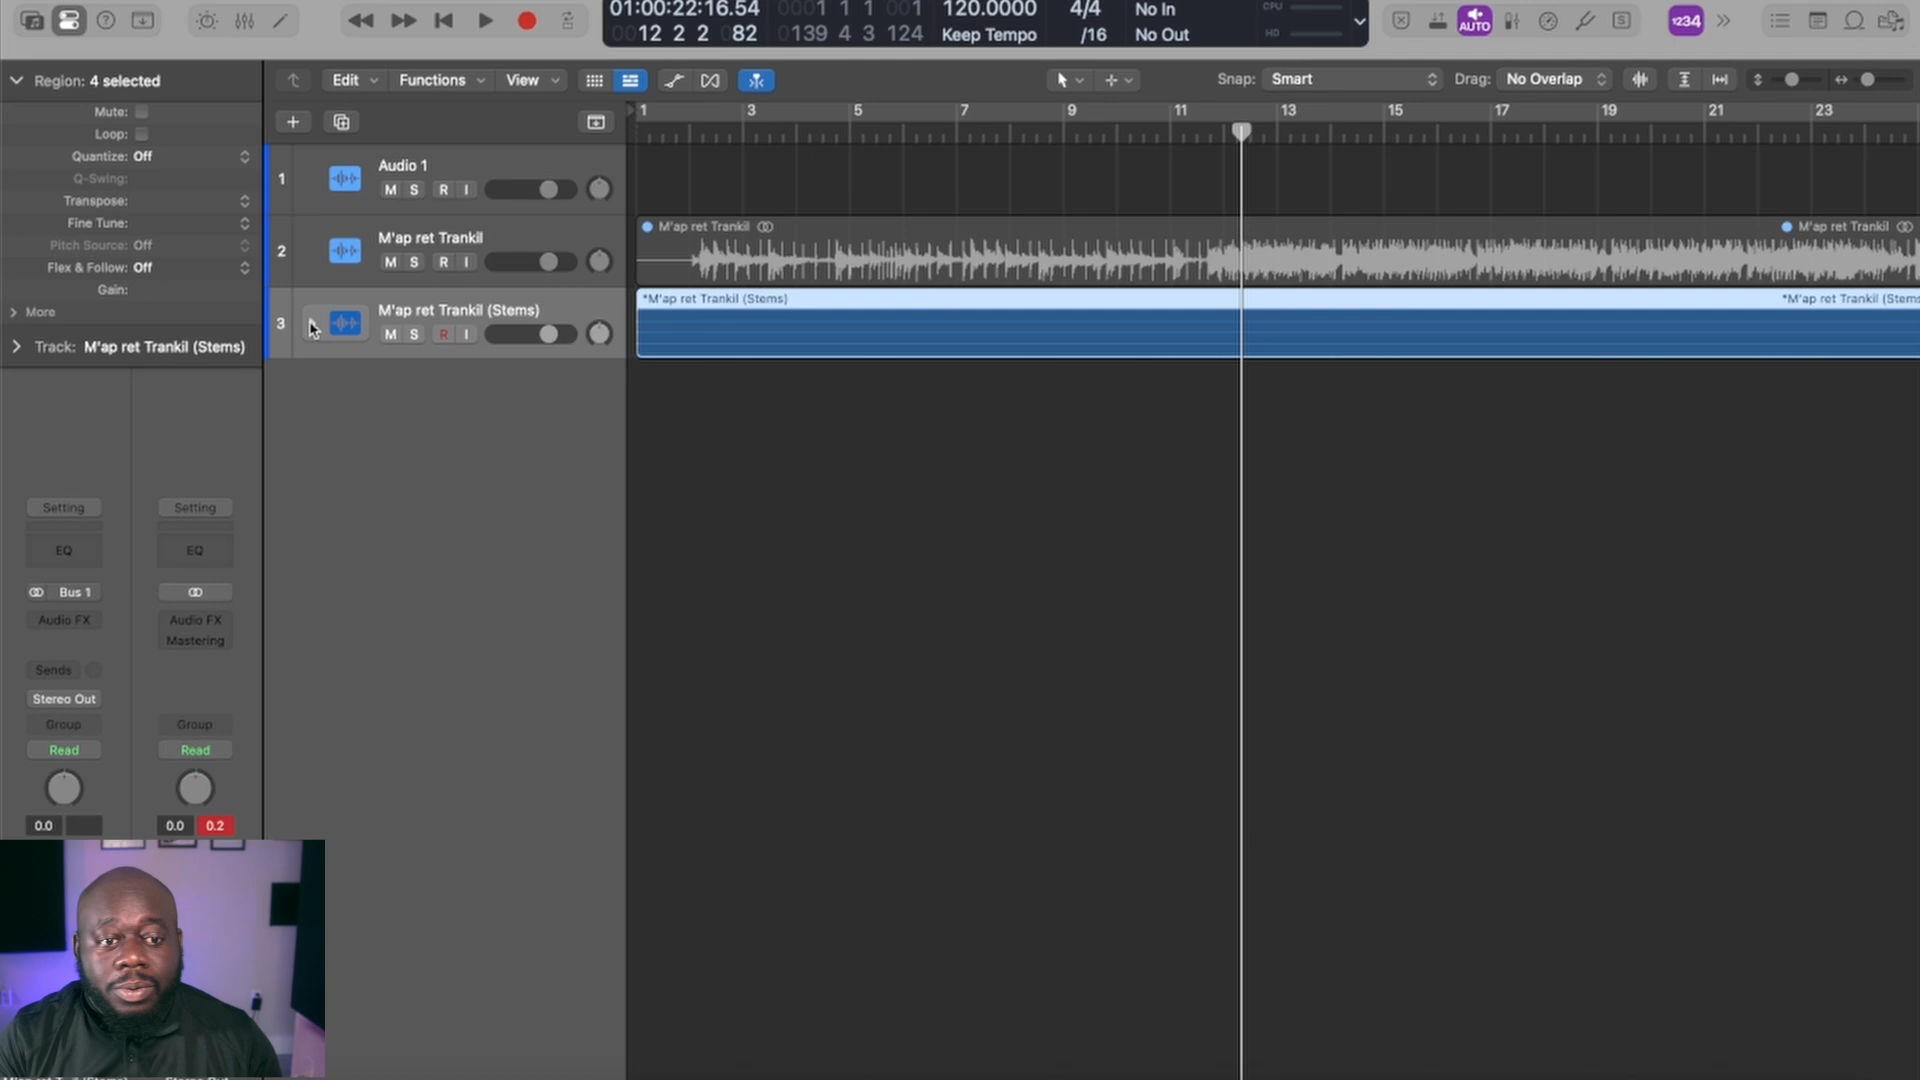 01:00:22:16.54
0001 1 1 001
120.0000
4/4
No In
CPU
0012 2 2 082
0139 4 3 124
Keep Tempo
/16
No Out
HD
AUTO
1234
S
Region: 4 selected
Edit
Functions
View
Snap: Smart
Drag: No Overlap
Mute:
Loop:
Quantize: Off
Q-Swing:
Transpose:
Fine Tune:
Pitch Source: Off
Flex & Follow: Off
Gain:
More
Track: M'ap ret Trankil (Stems)
1 3 5 7 9 11 13 15 17 19 21 23
1
Audio 1
M S R I
2
M'ap ret Trankil
M S R I
M'ap ret Trankil
M'ap ret Trankil
3
M'ap ret Trankil (Stems)
M S R I
*M'ap ret Trankil (Stems)
*M'ap ret Trankil (Stems
Setting Setting
EQ EQ
Bus 1
Audio FX Audio FX
Mastering
Sends
Stereo Out
Group Group
Read Read
0.0 0.0 0.2